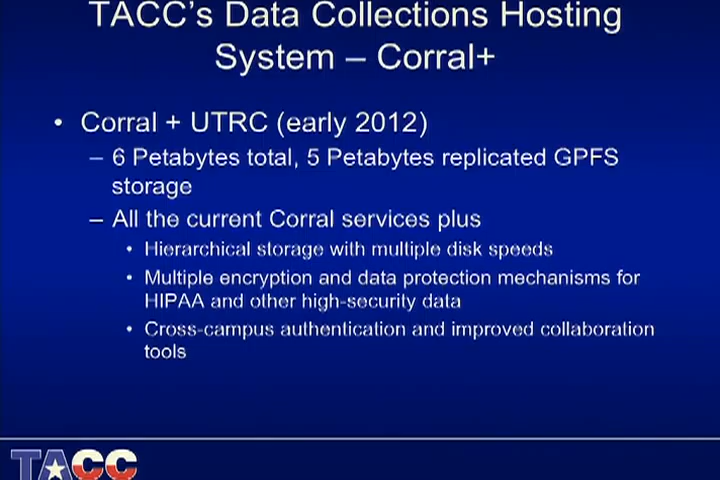 TACC's Data Collections Hosting
System – Corral+
• Corral + UTRC (early 2012)
– 6 Petabytes total, 5 Petabytes replicated GPFS
storage
– All the current Corral services plus
• Hierarchical storage with multiple disk speeds
• Multiple encryption and data protection mechanisms for
HIPAA and other high-security data
• Cross-campus authentication and improved collaboration
tools
TACC